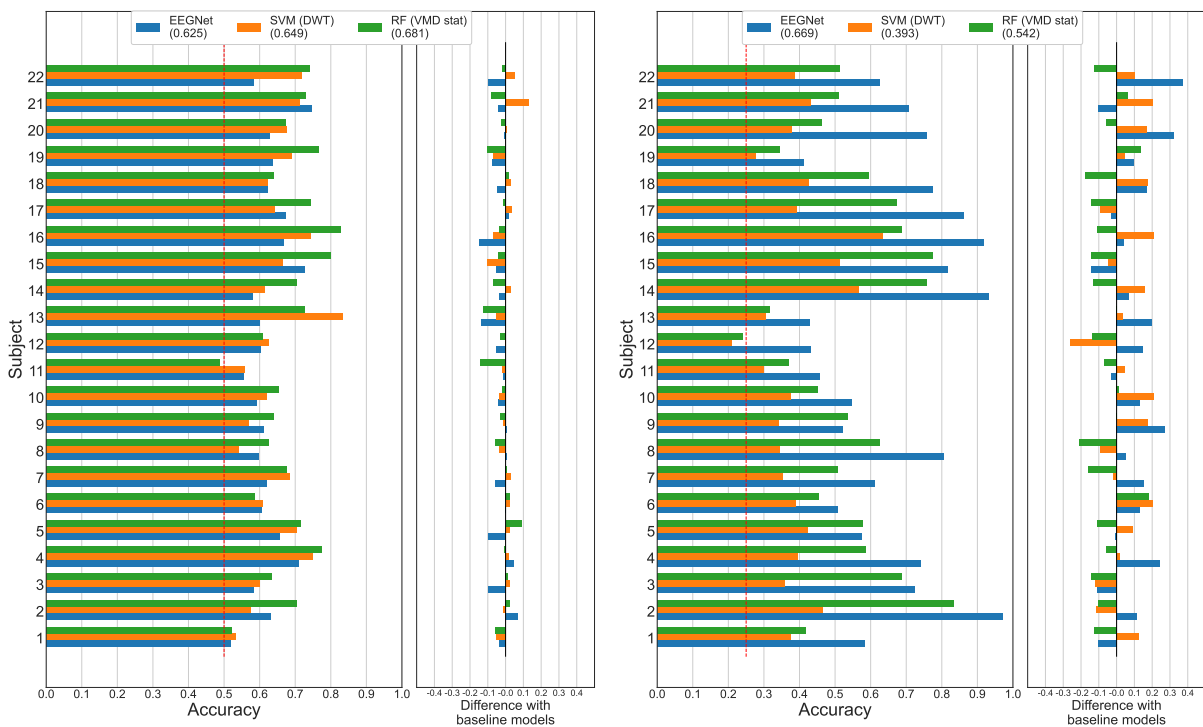 EEGNet
(0.625)
SVM (DWT)
(0.649)
RF (VMD stat)
(0.681)
22
21
20
19
18
17
16
15
14
13
12
11
10
9
8
7
6
5
4
3
2
1
Subject
0.0 0.1 0.2 0.3 0.4 0.5 0.6 0.7 0.8 0.9 1.0
Accuracy
-0.4 -0.3 -0.2 -0.1 -0.0 0.1 0.2 0.3 0.4
Difference with
baseline models
EEGNet
(0.669)
SVM (DWT)
(0.393)
RF (VMD stat)
(0.542)
22
21
20
19
18
17
16
15
14
13
12
11
10
9
8
7
6
5
4
3
2
1
Subject
0.0 0.1 0.2 0.3 0.4 0.5 0.6 0.7 0.8 0.9 1.0
Accuracy
-0.4 -0.3 -0.2 -0.1 -0.0 0.1 0.2 0.3 0.4
Difference with
baseline models